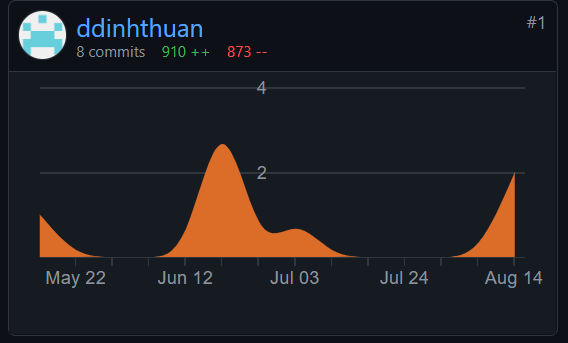 ddinhthuan
#1
8 commits 910 ++ 873 --
4
2
May 22 Jun 12 Jul 03 Jul 24 Aug 14